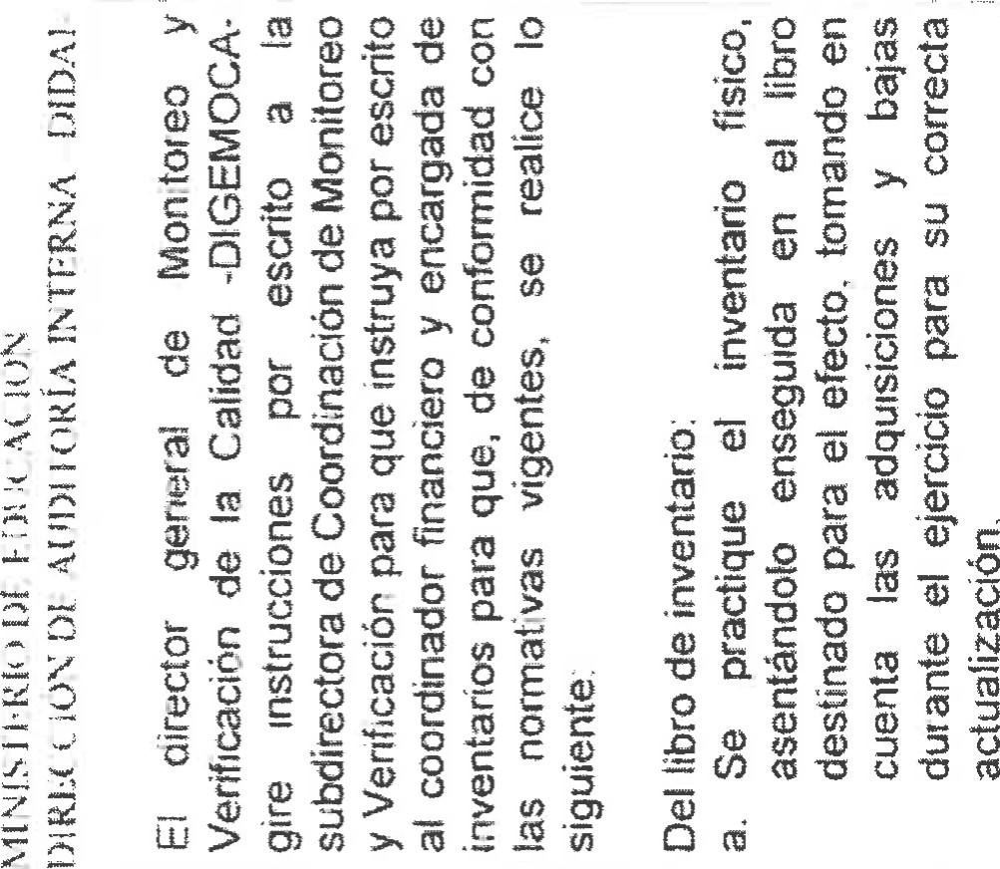 MINISTERIO DE EDUCACIÓN
DIRECCIÓN DE AUDITORÍA INTERNA -DIDAI-
El director general de Monitoreo y
Verificación de la Calidad -DIGEMOCA-
gire instrucciones por escrito a la
subdirectora de Coordinación de Monitoreo
y Verificación para que instruya por escrito
al coordinador financiero y encargada de
inventarios para que, de conformidad con
las normativas vigentes, se realice lo
siguiente:
Del libro de inventario:
a. Se practique el inventario físico,
asentándolo enseguida en el libro
destinado para el efecto, tomando en
cuenta las adquisiciones y bajas
durante el ejercicio para su correcta
actualización.